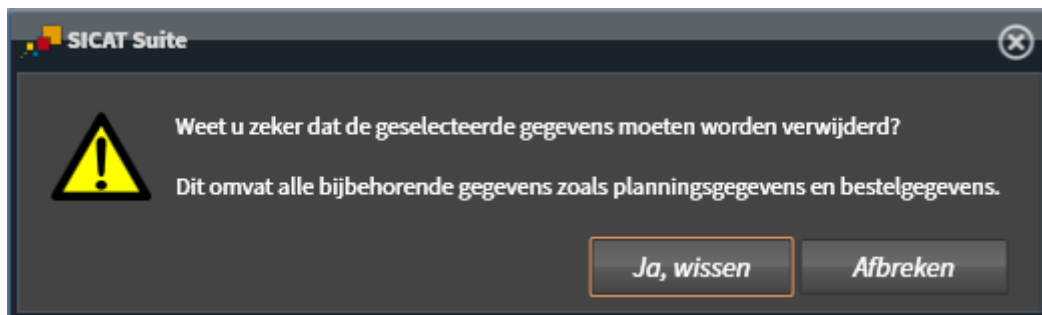 SICAT Suite
Weet u zeker dat de geselecteerde gegevens moeten worden verwijderd?
Dit omvat alle bijbehorende gegevens zoals planningsgegevens en bestelgegevens.
Ja, wissen
Afbreken